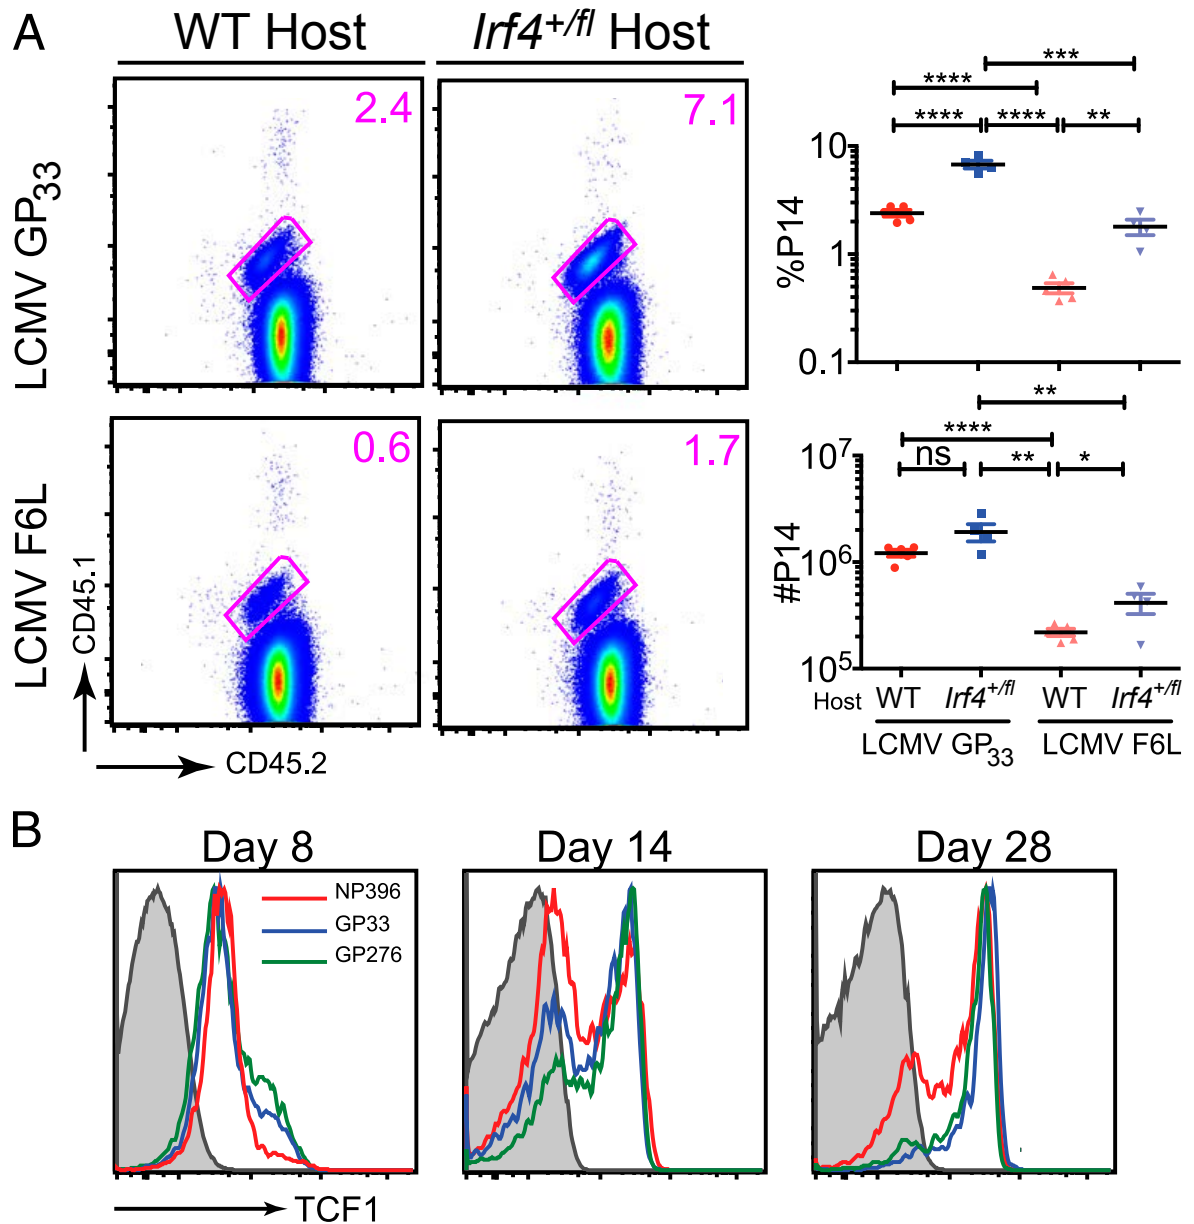 A
WT Host
Irf4+/fl Host
LCMV GP33
2.4
7.1
LCMV F6L
0.6
1.7
CD45.1
CD45.2
***
****
**** **** **
%P14
10
1
0.1
**
****
ns ** *
#P14
10^7
10^6
10^5
Host WT Irf4+/fl WT Irf4+/fl
LCMV GP33 LCMV F6L
B
Day 8
Day 14
Day 28
NP396
GP33
GP276
TCF1